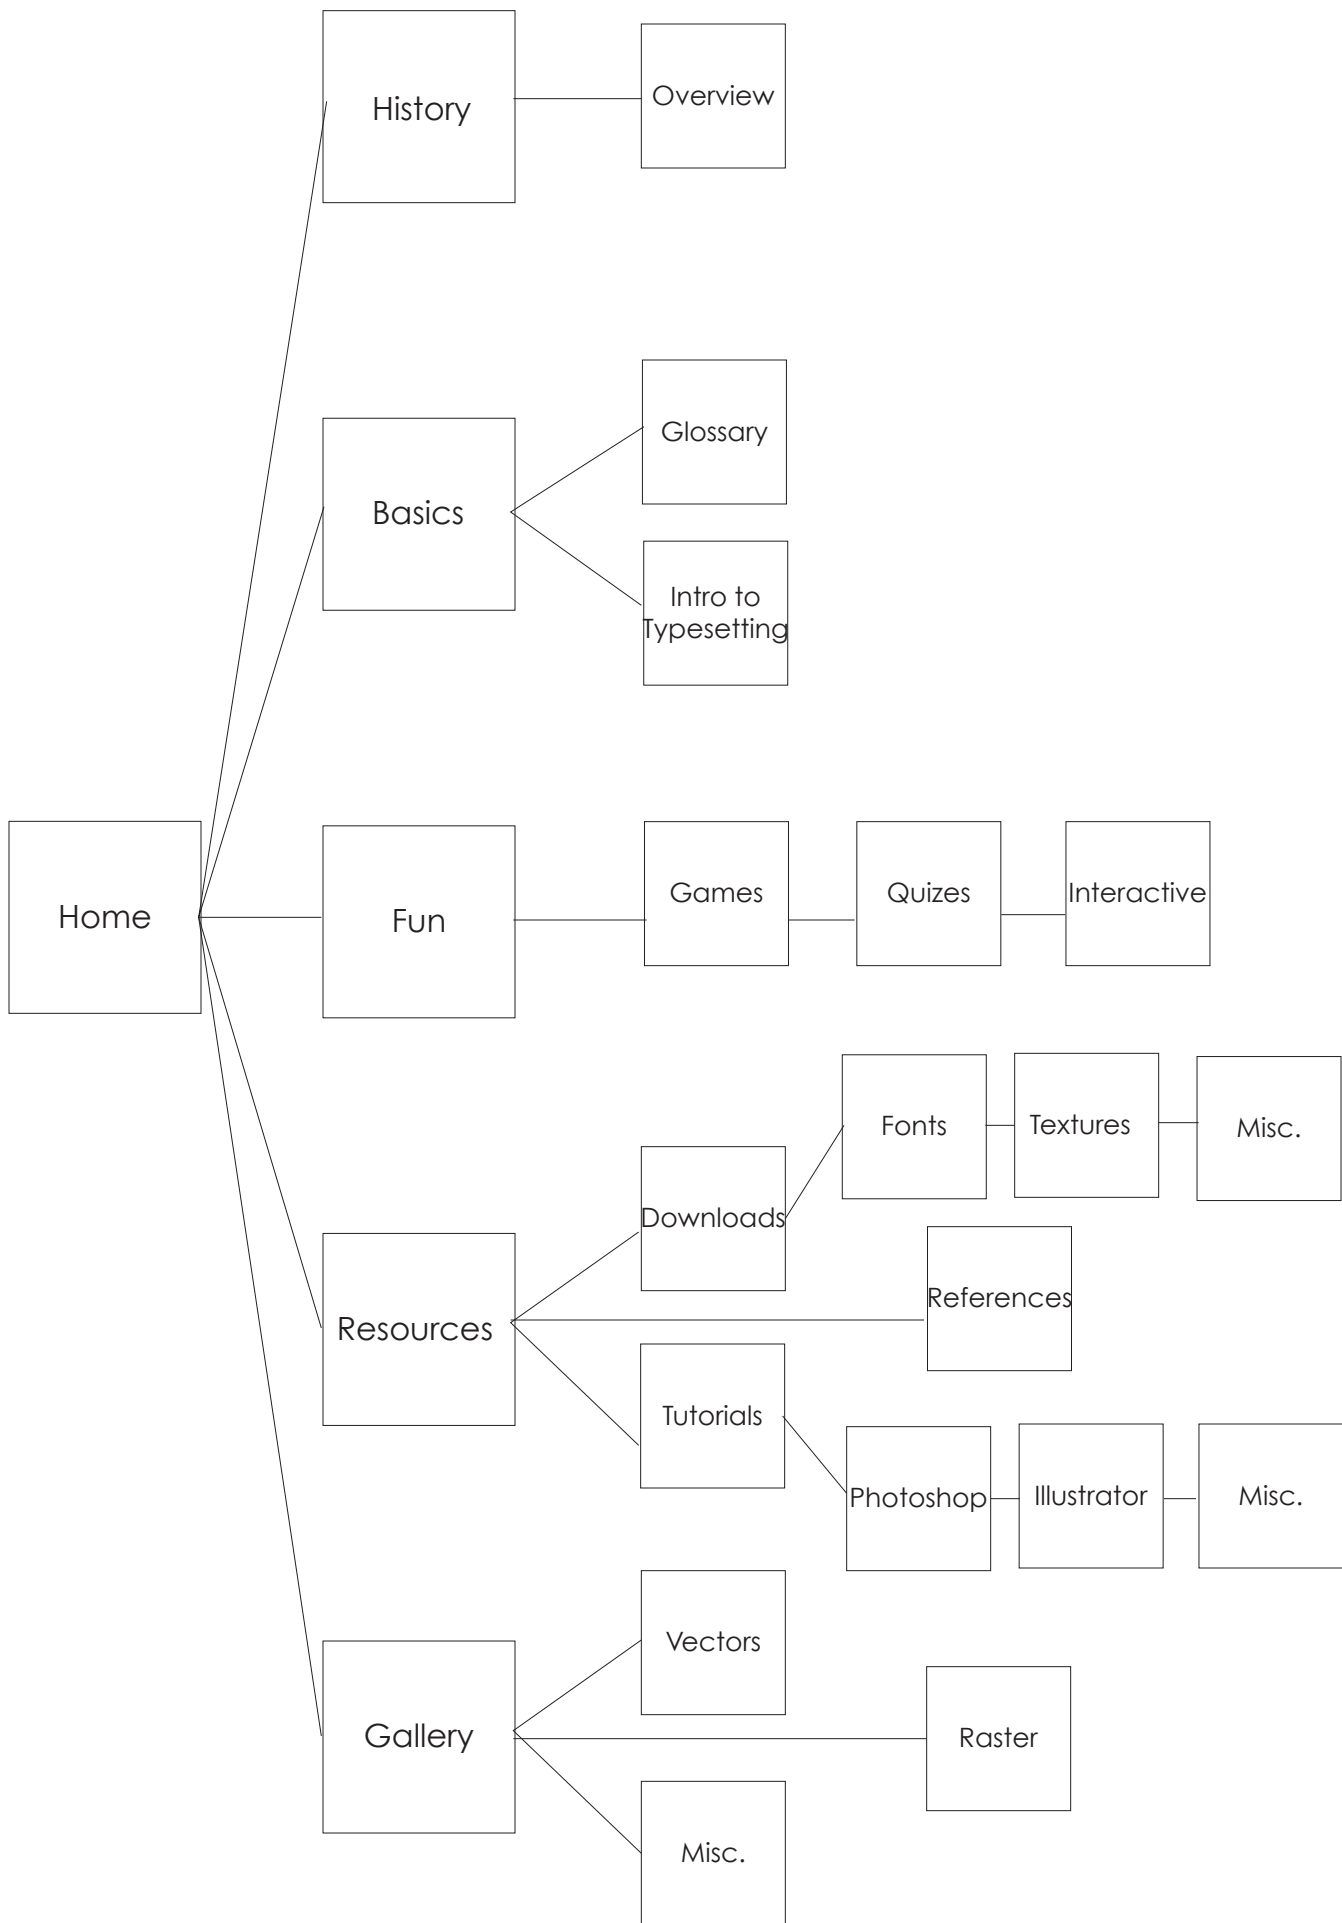 History
Overview
Basics
Glossary
Intro to
Typesetting
Home
Fun
Games
Quizes
Interactive
Resources
Downloads
Fonts
Textures
Misc.
References
Tutorials
Photoshop
Illustrator
Misc.
Gallery
Vectors
Raster
Misc.